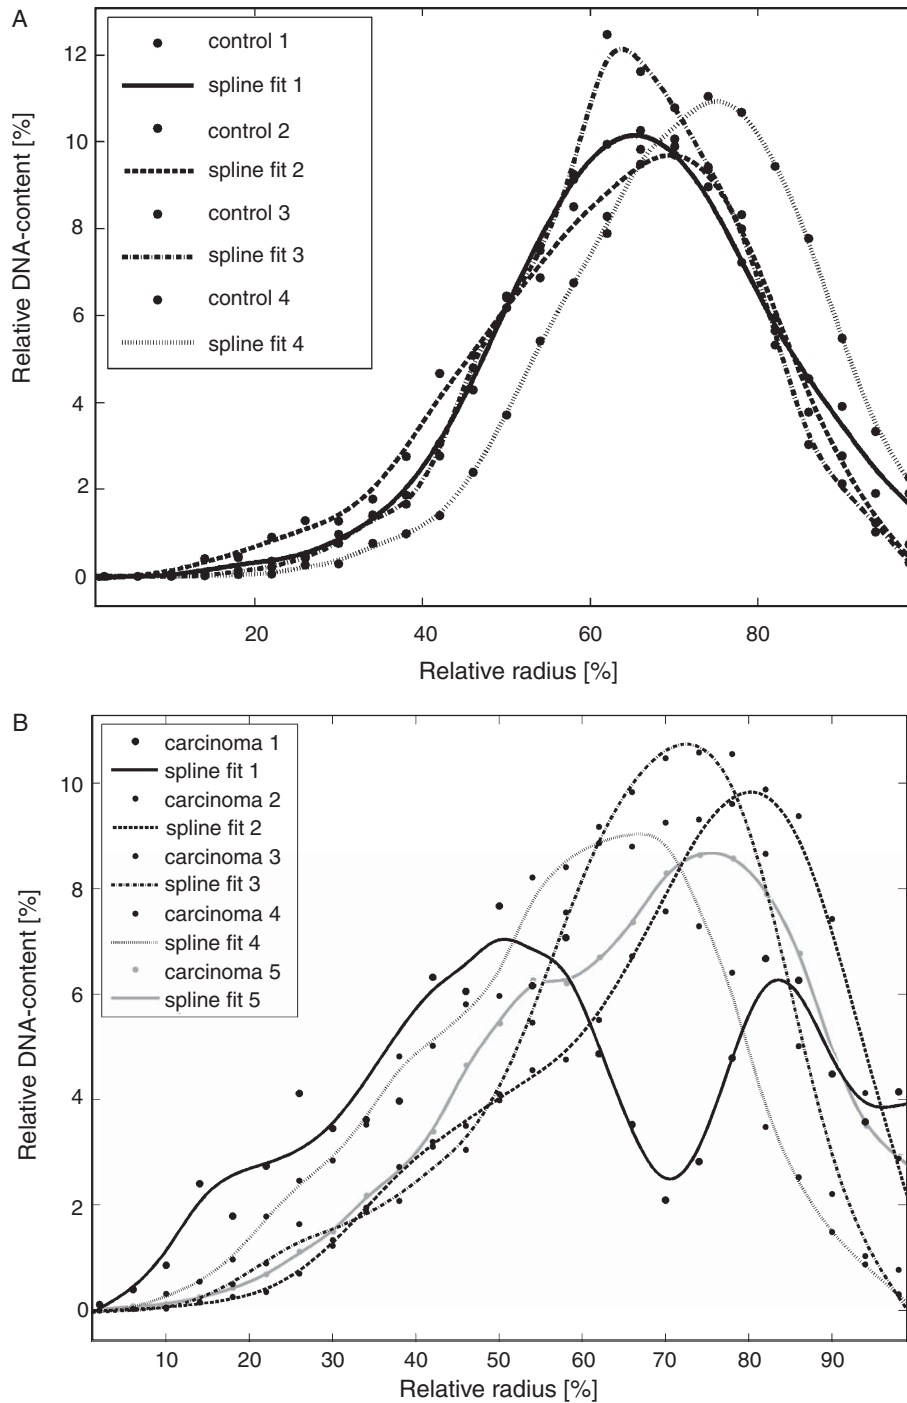 A
control 1
spline fit 1
control 2
spline fit 2
control 3
spline fit 3
control 4
spline fit 4
12
10
8
6
4
2
0
Relative DNA-content [%]
20
40
60
80
Relative radius [%]
B
carcinoma 1
spline fit 1
carcinoma 2
spline fit 2
carcinoma 3
spline fit 3
carcinoma 4
spline fit 4
carcinoma 5
spline fit 5
10
8
6
4
2
0
Relative DNA-content [%]
10
20
30
40
50
60
70
80
90
Relative radius [%]